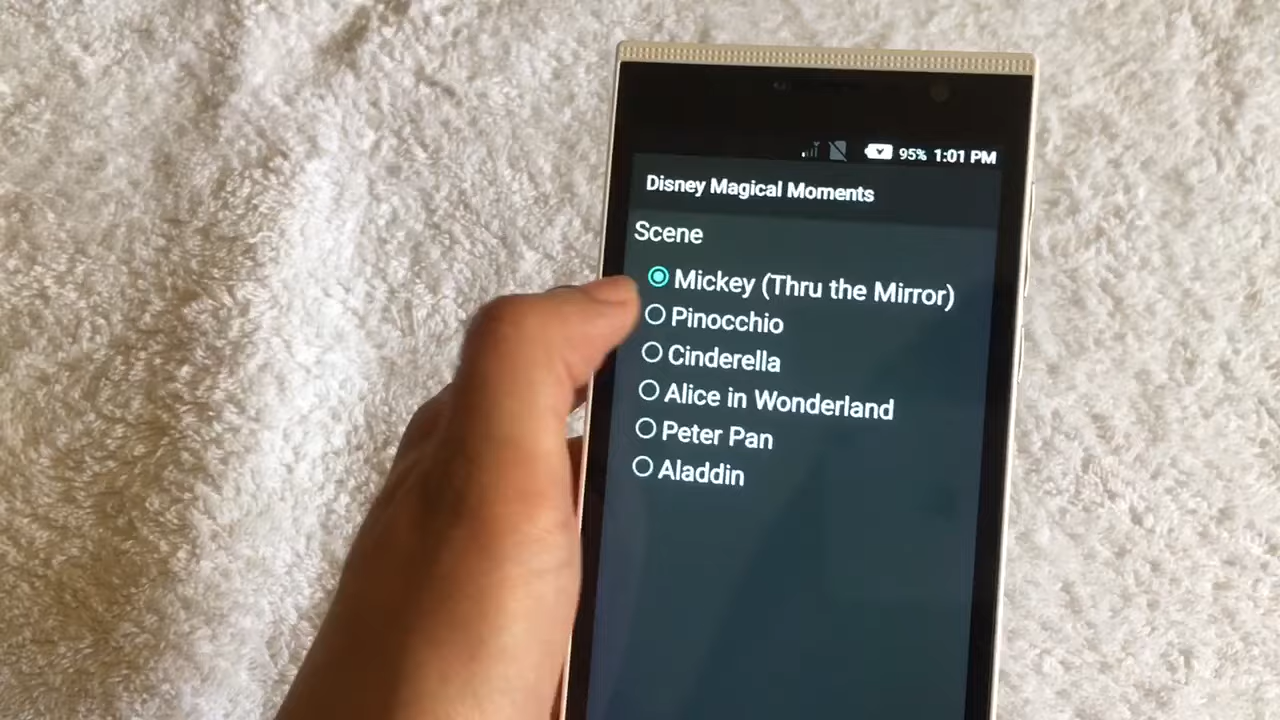 95% 1:01 PM
Disney Magical Moments
Scene
Mickey (Thru the Mirror)
Pinocchio
Cinderella
Alice in Wonderland
Peter Pan
Aladdin